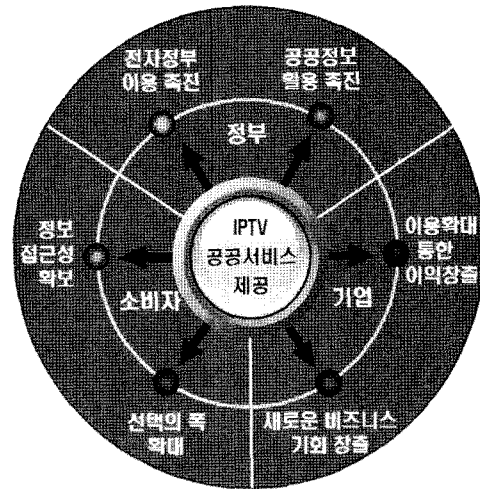 전자정부
이용 촉진
공공정보
활용 촉진
정부
정보
접근성
확보
IPTV
공공서비스
제공
이용확대
통한
이익창출
소비자
기업
선택의 폭
확대
새로운 비즈니스
기회 창출